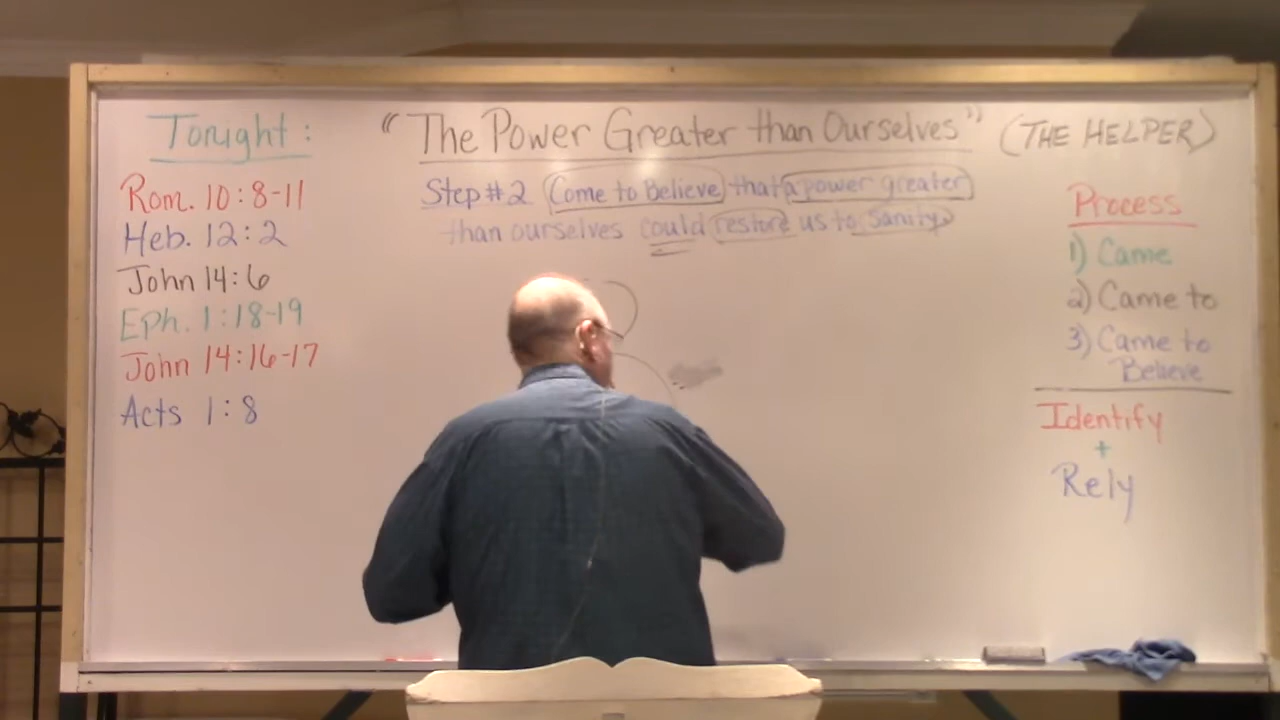 Tonight:
Rom. 10:8-11
Heb. 12:2
John 14:6
Eph. 1:18-19
John 14:16-17
Acts 1:8
"The Power Greater than Ourselves" (THE HELPER)
Step #2 Come to Believe that a power greater
than ourselves could restore us to sanity
Process
1) Came
2) Came to
3) Came to
Believe
Identify
+
Rely